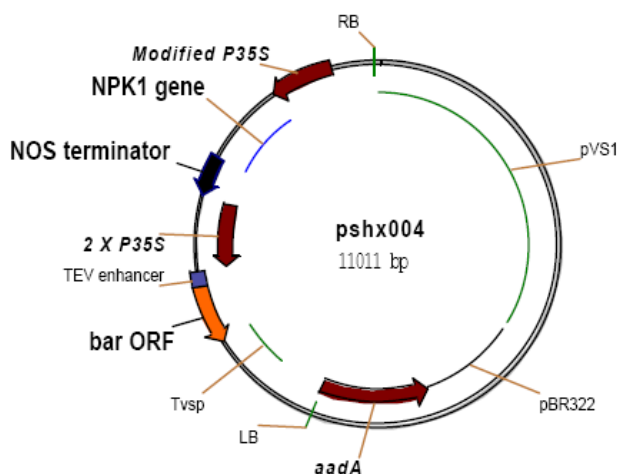 RB
Modified P35S
NPK1 gene
NOS terminator
pVS1
2 X P35S
pshx004
11011 bp
TEV enhancer
bar ORF
Tvsp
pBR322
LB
aadA